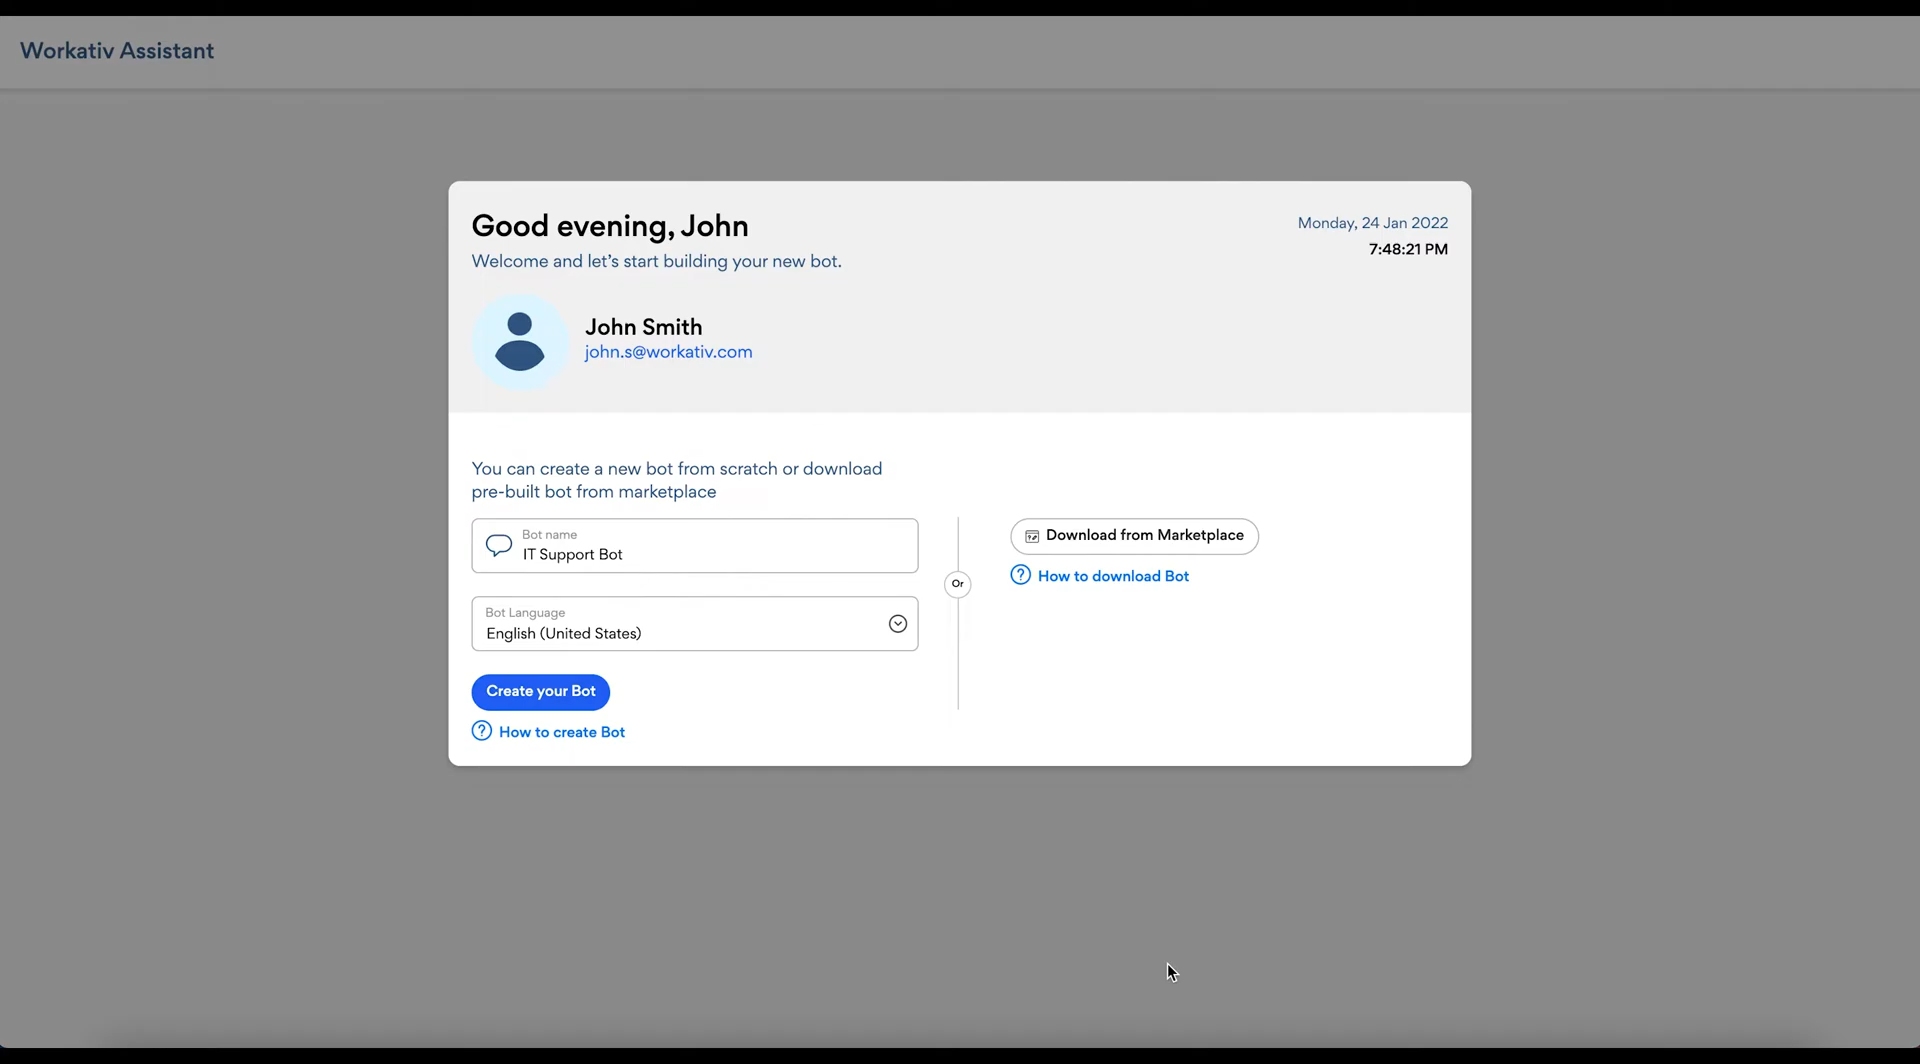 Workativ Assistant
Good evening, John
Monday, 24 Jan 2022
Welcome and let's start building your new bot.
7:48:21 PM
John Smith
john.s@workativ.com
You can create a new bot from scratch or download
pre-built bot from marketplace
Bot name
IT Support Bot
Bot Language
English (United States)
Create your Bot
How to create Bot
Or
Download from Marketplace
How to download Bot